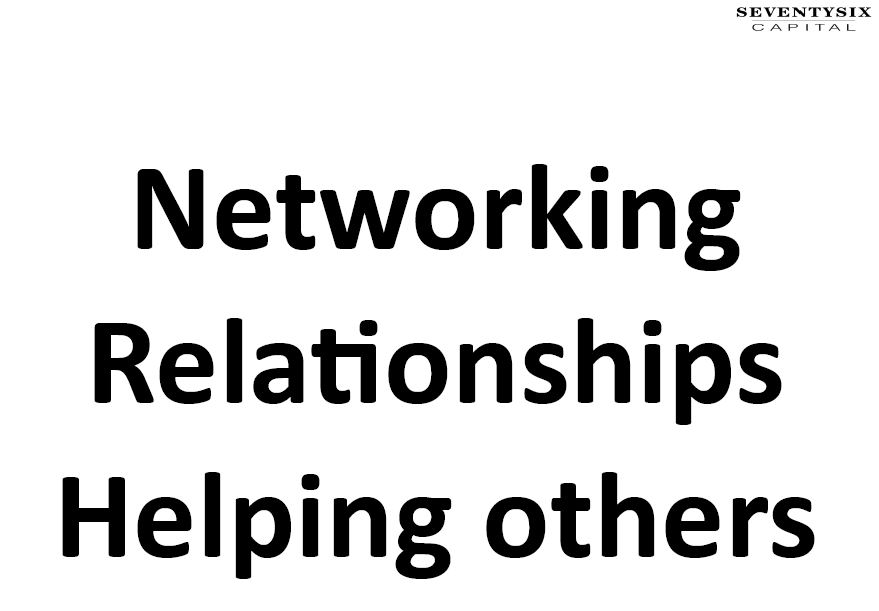 SEVENTYSIX
CAPITAL
Networking
Relationships
Helping others